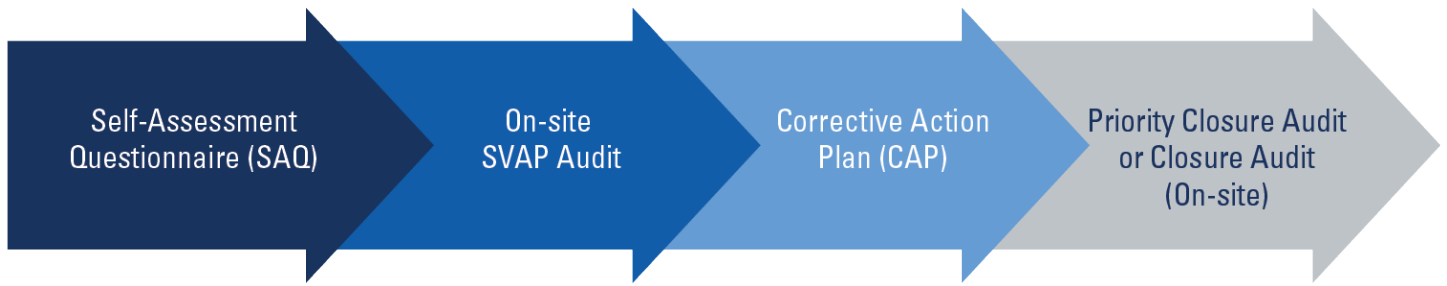 Self-Assessment
Questionnaire (SAQ)
On-site
SVAP Audit
Corrective Action
Plan (CAP)
Priority Closure Audit
or Closure Audit
(On-site)